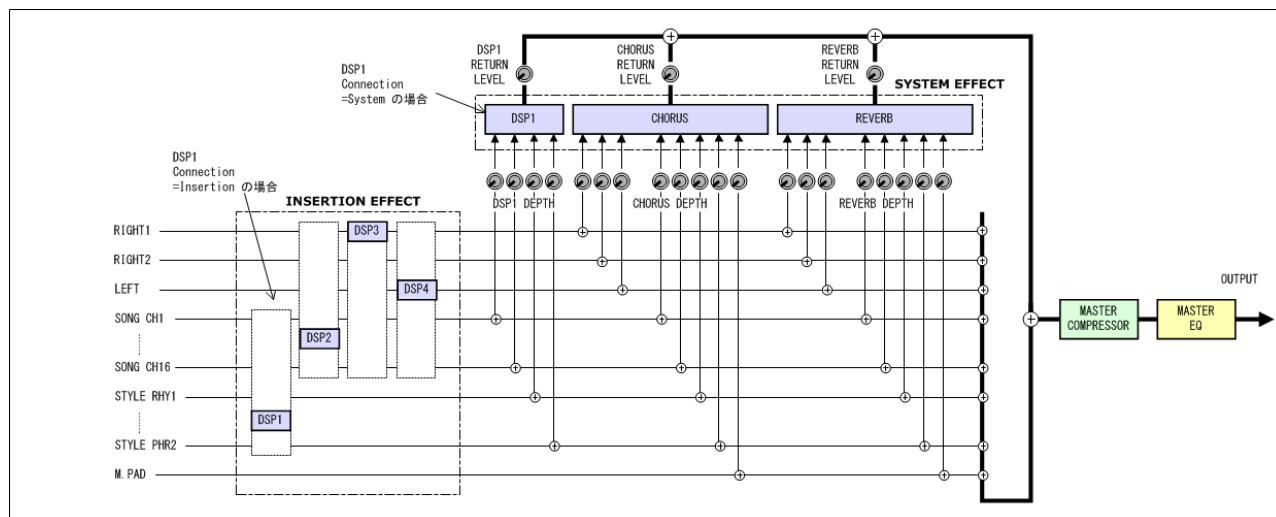 DSP1
RETURN
LEVEL
CHORUS
RETURN
LEVEL
REVERB
RETURN
LEVEL
SYSTEM EFFECT
DSP1
Connection
=System の場合
DSP1
CHORUS
REVERB
DSP1
Connection
=Insertion の場合
DSP1 DEPTH
CHORUS DEPTH
REVERB DEPTH
INSERTION EFFECT
RIGHT1
RIGHT2
LEFT
SONG CH1
SONG CH16
STYLE RHY1
STYLE PHR2
M.PAD
DSP3
DSP4
DSP2
DSP1
OUTPUT
MASTER
COMPRESSOR
MASTER
EQ